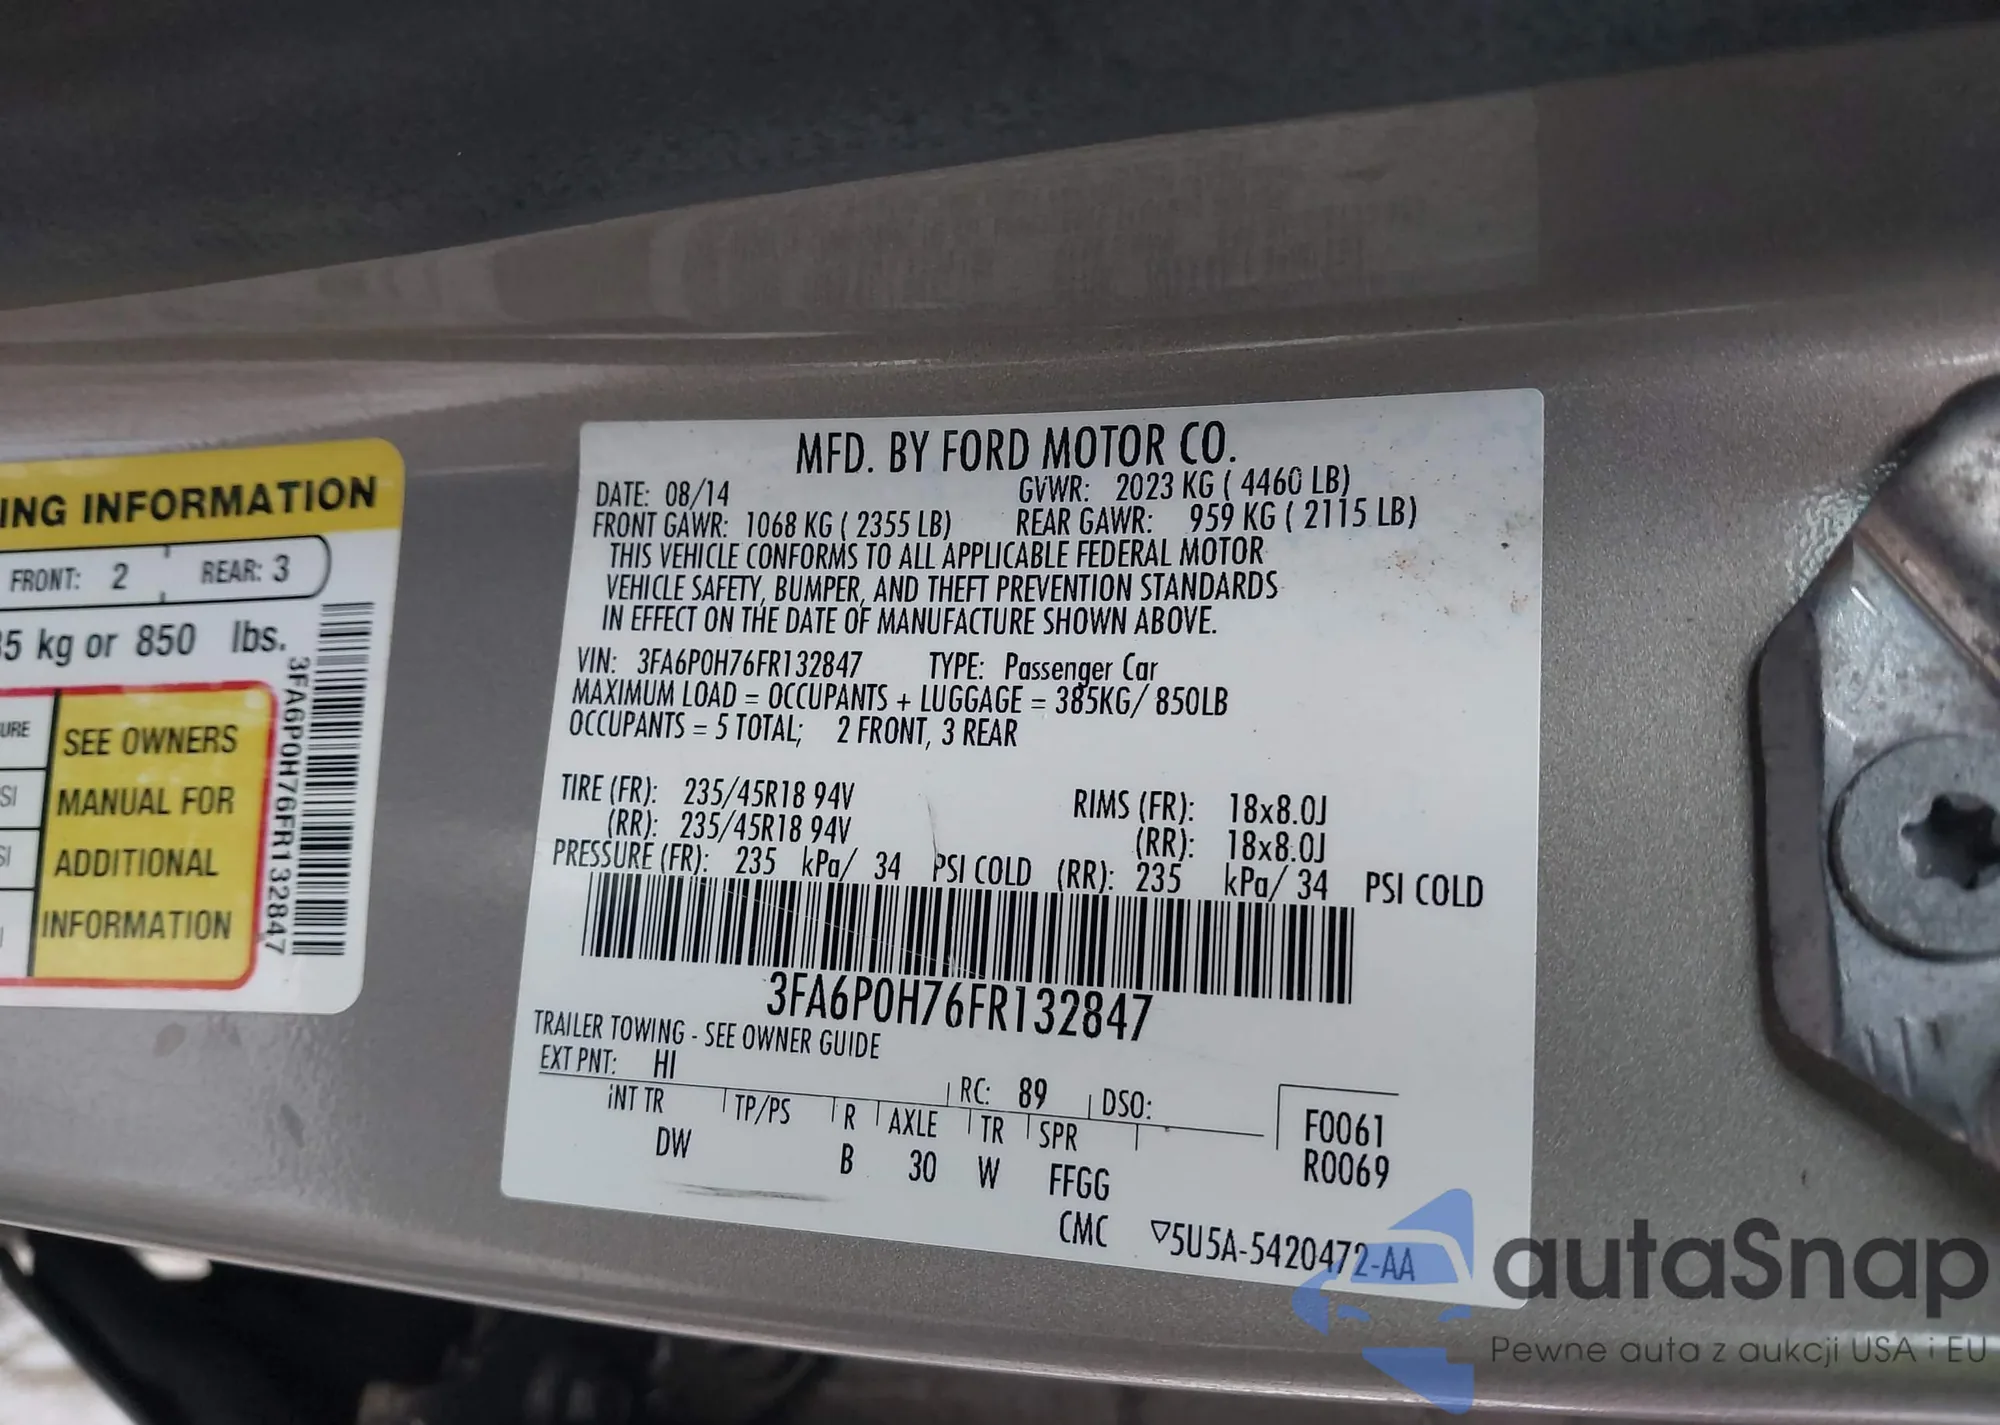 ING INFORMATION
FRONT: 2 REAR: 3
35 kg or 850 lbs.
URE
SI
SI
I
SEE OWNERS
MANUAL FOR
ADDITIONAL
INFORMATION
3FA6P0H76FR132847
MFD. BY FORD MOTOR CO.
DATE: 08/14 GVWR: 2023 KG ( 4460 LB)
FRONT GAWR: 1068 KG ( 2355 LB) REAR GAWR: 959 KG ( 2115 LB)
THIS VEHICLE CONFORMS TO ALL APPLICABLE FEDERAL MOTOR
VEHICLE SAFETY, BUMPER, AND THEFT PREVENTION STANDARDS
IN EFFECT ON THE DATE OF MANUFACTURE SHOWN ABOVE.
VIN: 3FA6P0H76FR132847 TYPE: Passenger Car
MAXIMUM LOAD = OCCUPANTS + LUGGAGE = 385KG/ 850LB
OCCUPANTS = 5 TOTAL; 2 FRONT, 3 REAR
TIRE (FR): 235/45R18 94V RIMS (FR): 18x8.0J
(RR): 235/45R18 94V (RR): 18x8.0J
PRESSURE (FR): 235 kPa/ 34 PSI COLD (RR): 235 kPa/ 34 PSI COLD
3FA6P0H76FR132847
TRAILER TOWING - SEE OWNER GUIDE
EXT PNT: HI RC: 89 DSO:
INT TR TP/PS R AXLE TR SPR F0061
DW B 30 W FFGG R0069
CMC ▽5U5A-5420472-AA
autaSnap
Pewne auta z aukcji USA i EU